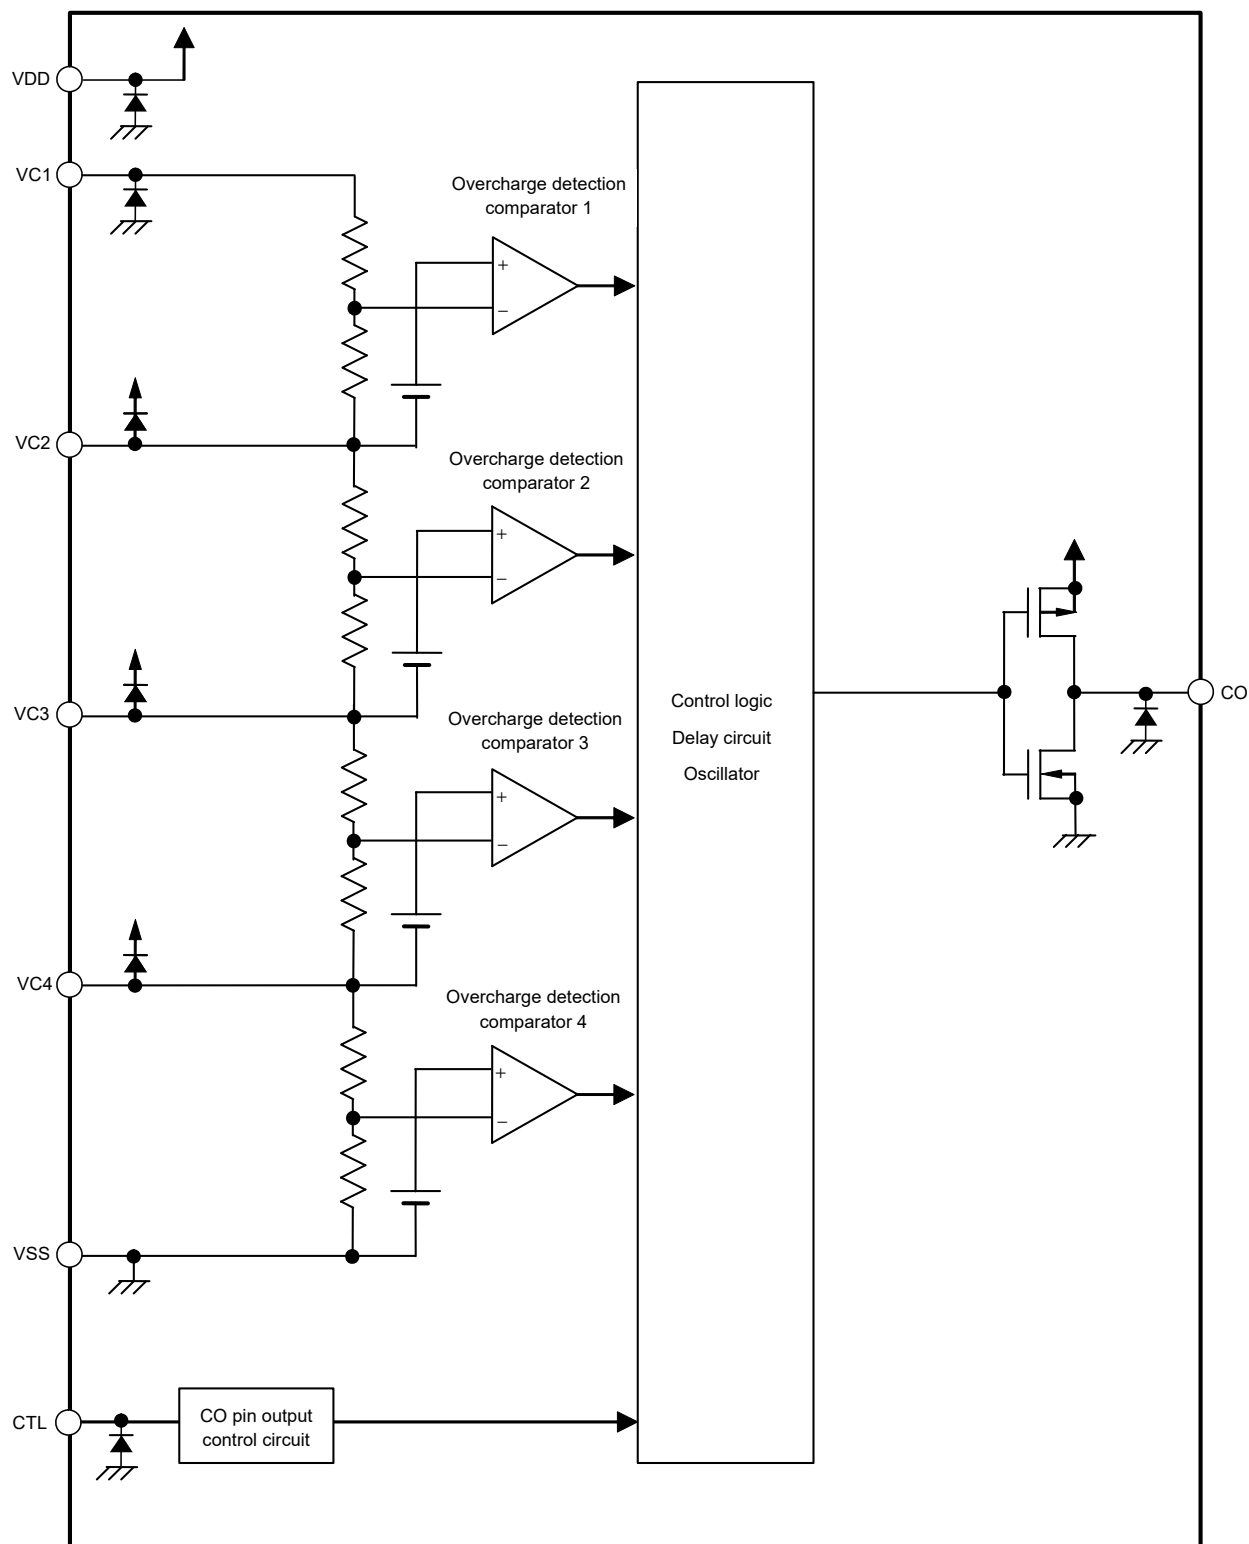 VDD
VC1
Overcharge detection
comparator 1
+
−
VC2
Overcharge detection
comparator 2
+
−
VC3
Overcharge detection
comparator 3
+
−
VC4
Overcharge detection
comparator 4
+
−
VSS
CTL
CO pin output
control circuit
Control logic
Delay circuit
Oscillator
CO